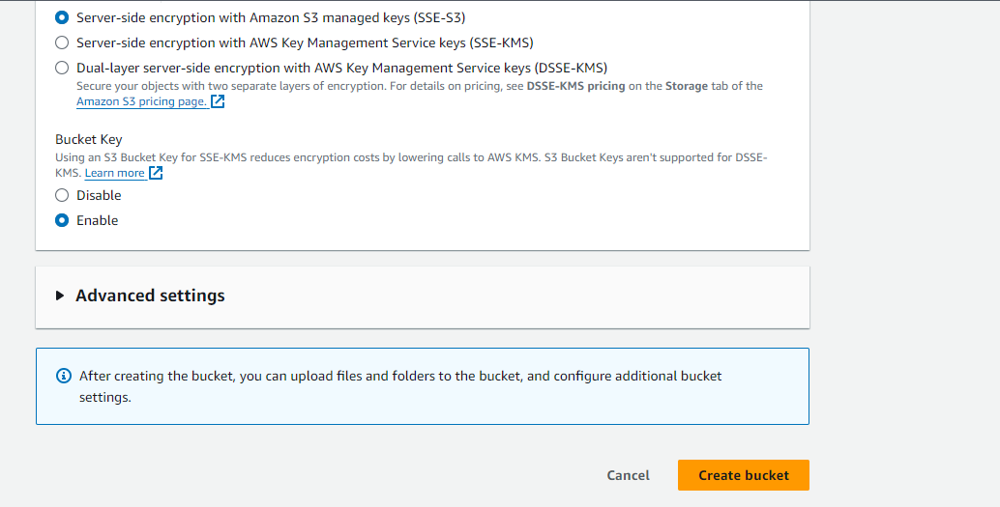 Server-side encryption with Amazon S3 managed keys (SSE-S3)
Server-side encryption with AWS Key Management Service keys (SSE-KMS)
Dual-layer server-side encryption with AWS Key Management Service keys (DSSE-KMS)
Secure your objects with two separate layers of encryption. For details on pricing, see DSSE-KMS pricing on the Storage tab of the
Amazon S3 pricing page.
Bucket Key
Using an S3 Bucket Key for SSE-KMS reduces encryption costs by lowering calls to AWS KMS. S3 Bucket Keys aren't supported for DSSE-
KMS. Learn more
Disable
Enable
Advanced settings
After creating the bucket, you can upload files and folders to the bucket, and configure additional bucket
settings.
Cancel
Create bucket